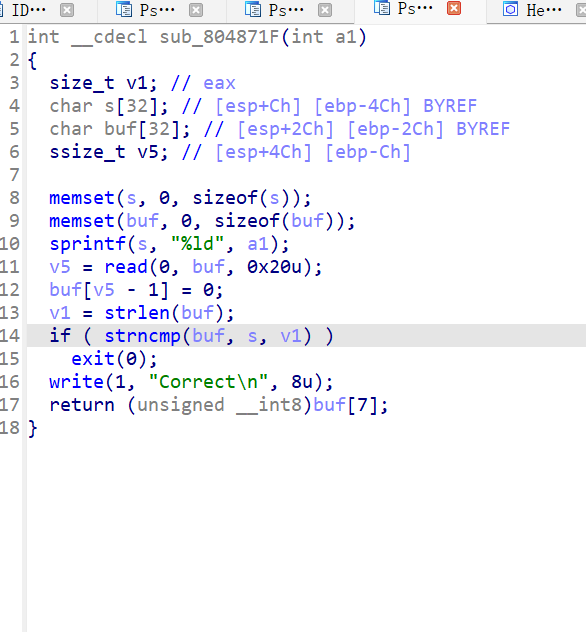 ID··· Ps··· Ps··· Ps··· He···
1 int __cdecl sub_804871F(int a1)
2 {
3 size_t v1; // eax
4 char s[32]; // [esp+Ch] [ebp-4Ch] BYREF
5 char buf[32]; // [esp+2Ch] [ebp-2Ch] BYREF
6 ssize_t v5; // [esp+4Ch] [ebp-Ch]
7
8 memset(s, 0, sizeof(s));
9 memset(buf, 0, sizeof(buf));
10 sprintf(s, "%ld", a1);
11 v5 = read(0, buf, 0x20u);
12 buf[v5 - 1] = 0;
13 v1 = strlen(buf);
14 if ( strncmp(buf, s, v1) )
15 exit(0);
16 write(1, "Correct\n", 8u);
17 return (unsigned __int8)buf[7];
18 }